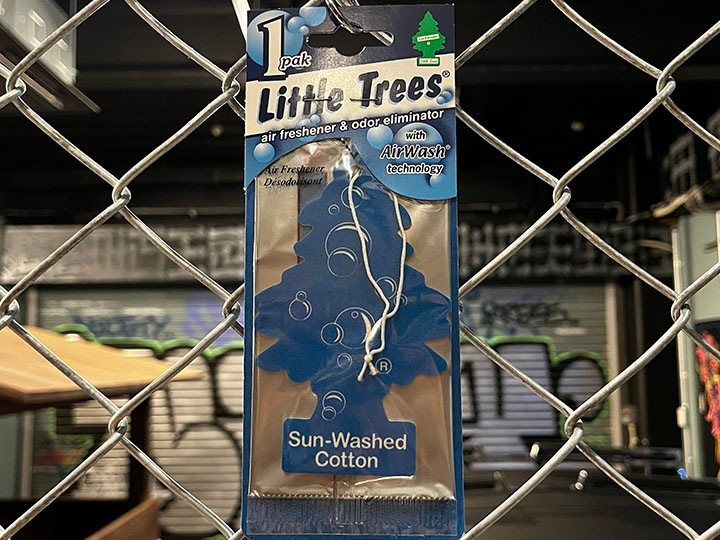 1
pak
Little Trees®
air freshener & odor eliminator
with
AirWash®
technology
Air Freshener
Désodorisant
®
Sun-Washed
Cotton